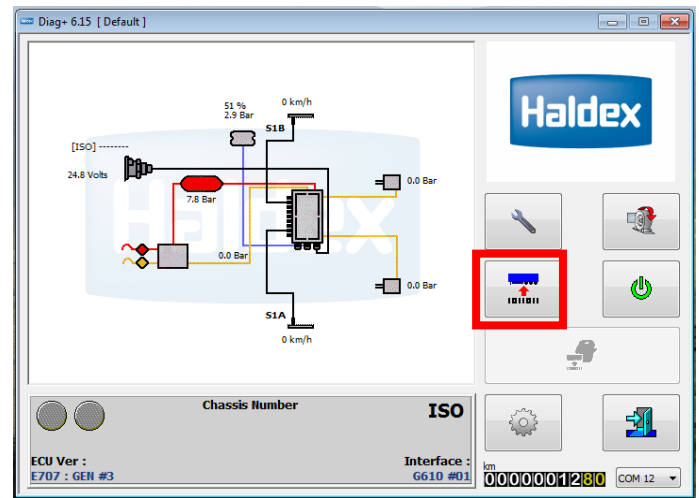 Diag+ 6.15 [ Default ]
51 %
2.9 Bar
0 km/h
S1B
[ISO] --------
24.8 Volts
7.8 Bar
0.0 Bar
0.0 Bar
0.0 Bar
S1A
0 km/h
Haldex
Haldex
1011011
Chassis Number
ISO
ECU Ver :
E707 : GEN #3
Interface :
G610 #01
km
0000001280
COM 12